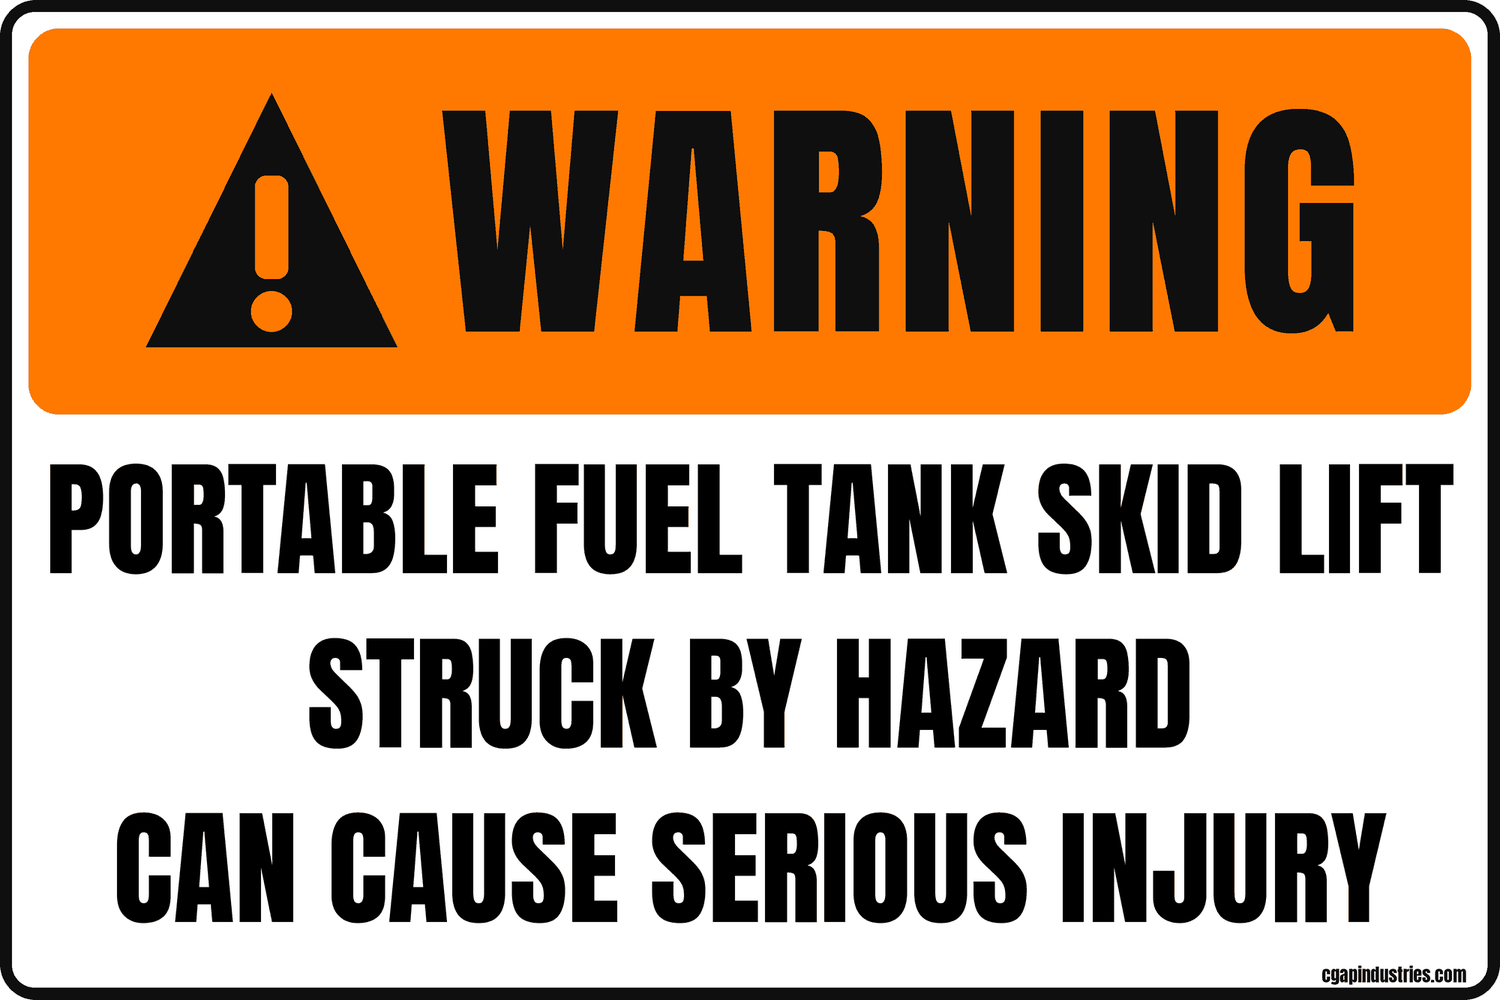 WARNING
PORTABLE FUEL TANK SKID LIFT
STRUCK BY HAZARD
CAN CAUSE SERIOUS INJURY
cgapindustries.com